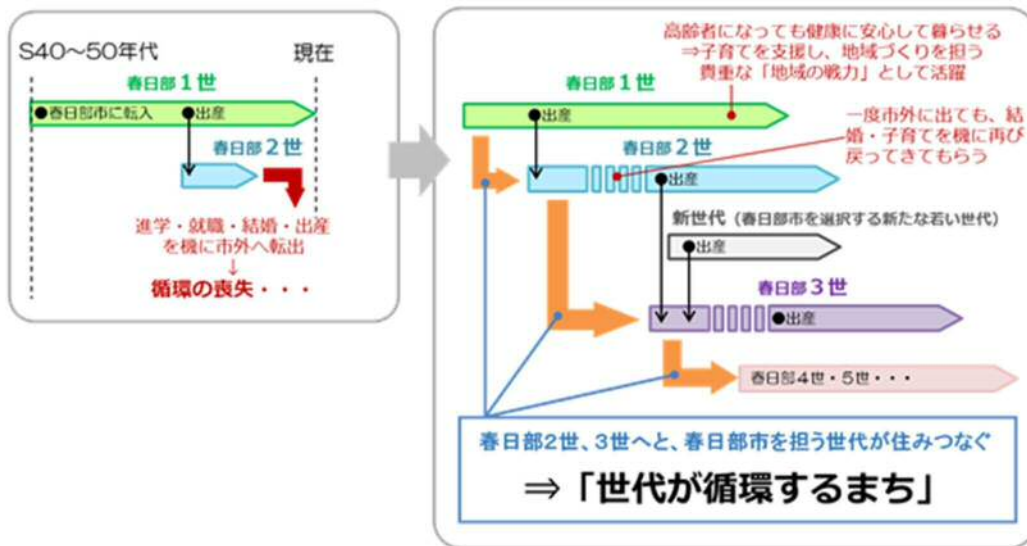 S40～50年代
現在
春日部1世
●春日部市に転入
●出産
春日部2世
進学・就職・結婚・出産
を機に市外へ転出
↓
循環の喪失・・・
高齢者になっても健康に安心して暮らせる
⇒子育てを支援し、地域づくりを担う
貴重な「地域の戦力」として活躍
春日部1世
●出産
一度市外に出ても、結
婚・子育てを機に再び
戻ってきてもらう
春日部2世
●出産
新世代（春日部市を選択する新たな若い世代）
●出産
春日部3世
●出産
春日部4世・5世・・・
春日部2世、3世へと、春日部市を担う世代が住みつなぐ
⇒「世代が循環するまち」